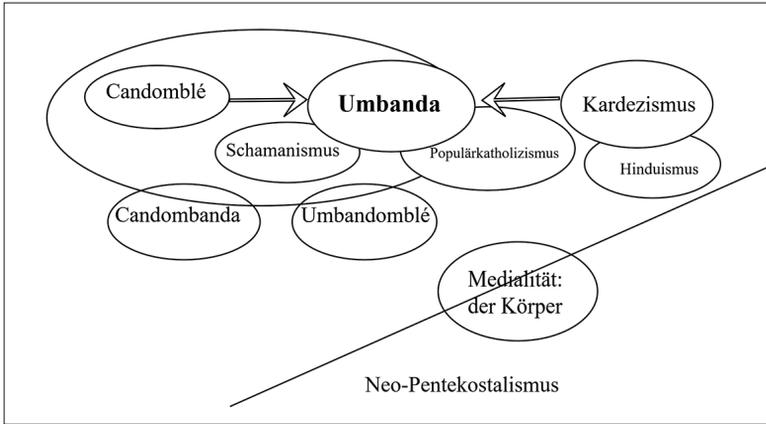 Candomblé
Umbanda
Kardezismus
Schamanismus
Populärkatholizismus
Hinduismus
Candombanda
Umbandomblé
Medialität:
der Körper
Neo-Pentekostalismus